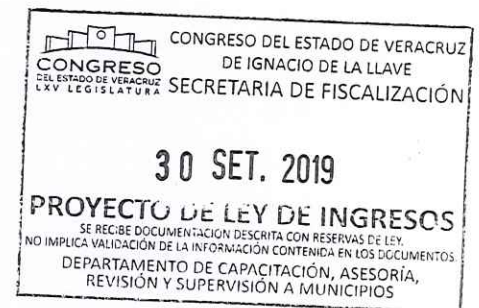 CONGRESO
DEL ESTADO DE VERACRUZ
LXV LEGISLATURA
CONGRESO DEL ESTADO DE VERACRUZ
DE IGNACIO DE LA LLAVE
SECRETARIA DE FISCALIZACIÓN
30 SET. 2019
PROYECTO DE LEY DE INGRESOS
SE RECIBE DOCUMENTACIÓN DESCRITA CON RESERVAS DE LEY.
NO IMPLICA VALIDACIÓN DE LA INFORMACIÓN CONTENIDA EN LOS DOCUMENTOS.
DEPARTAMENTO DE CAPACITACIÓN, ASESORÍA,
REVISIÓN Y SUPERVISIÓN A MUNICIPIOS